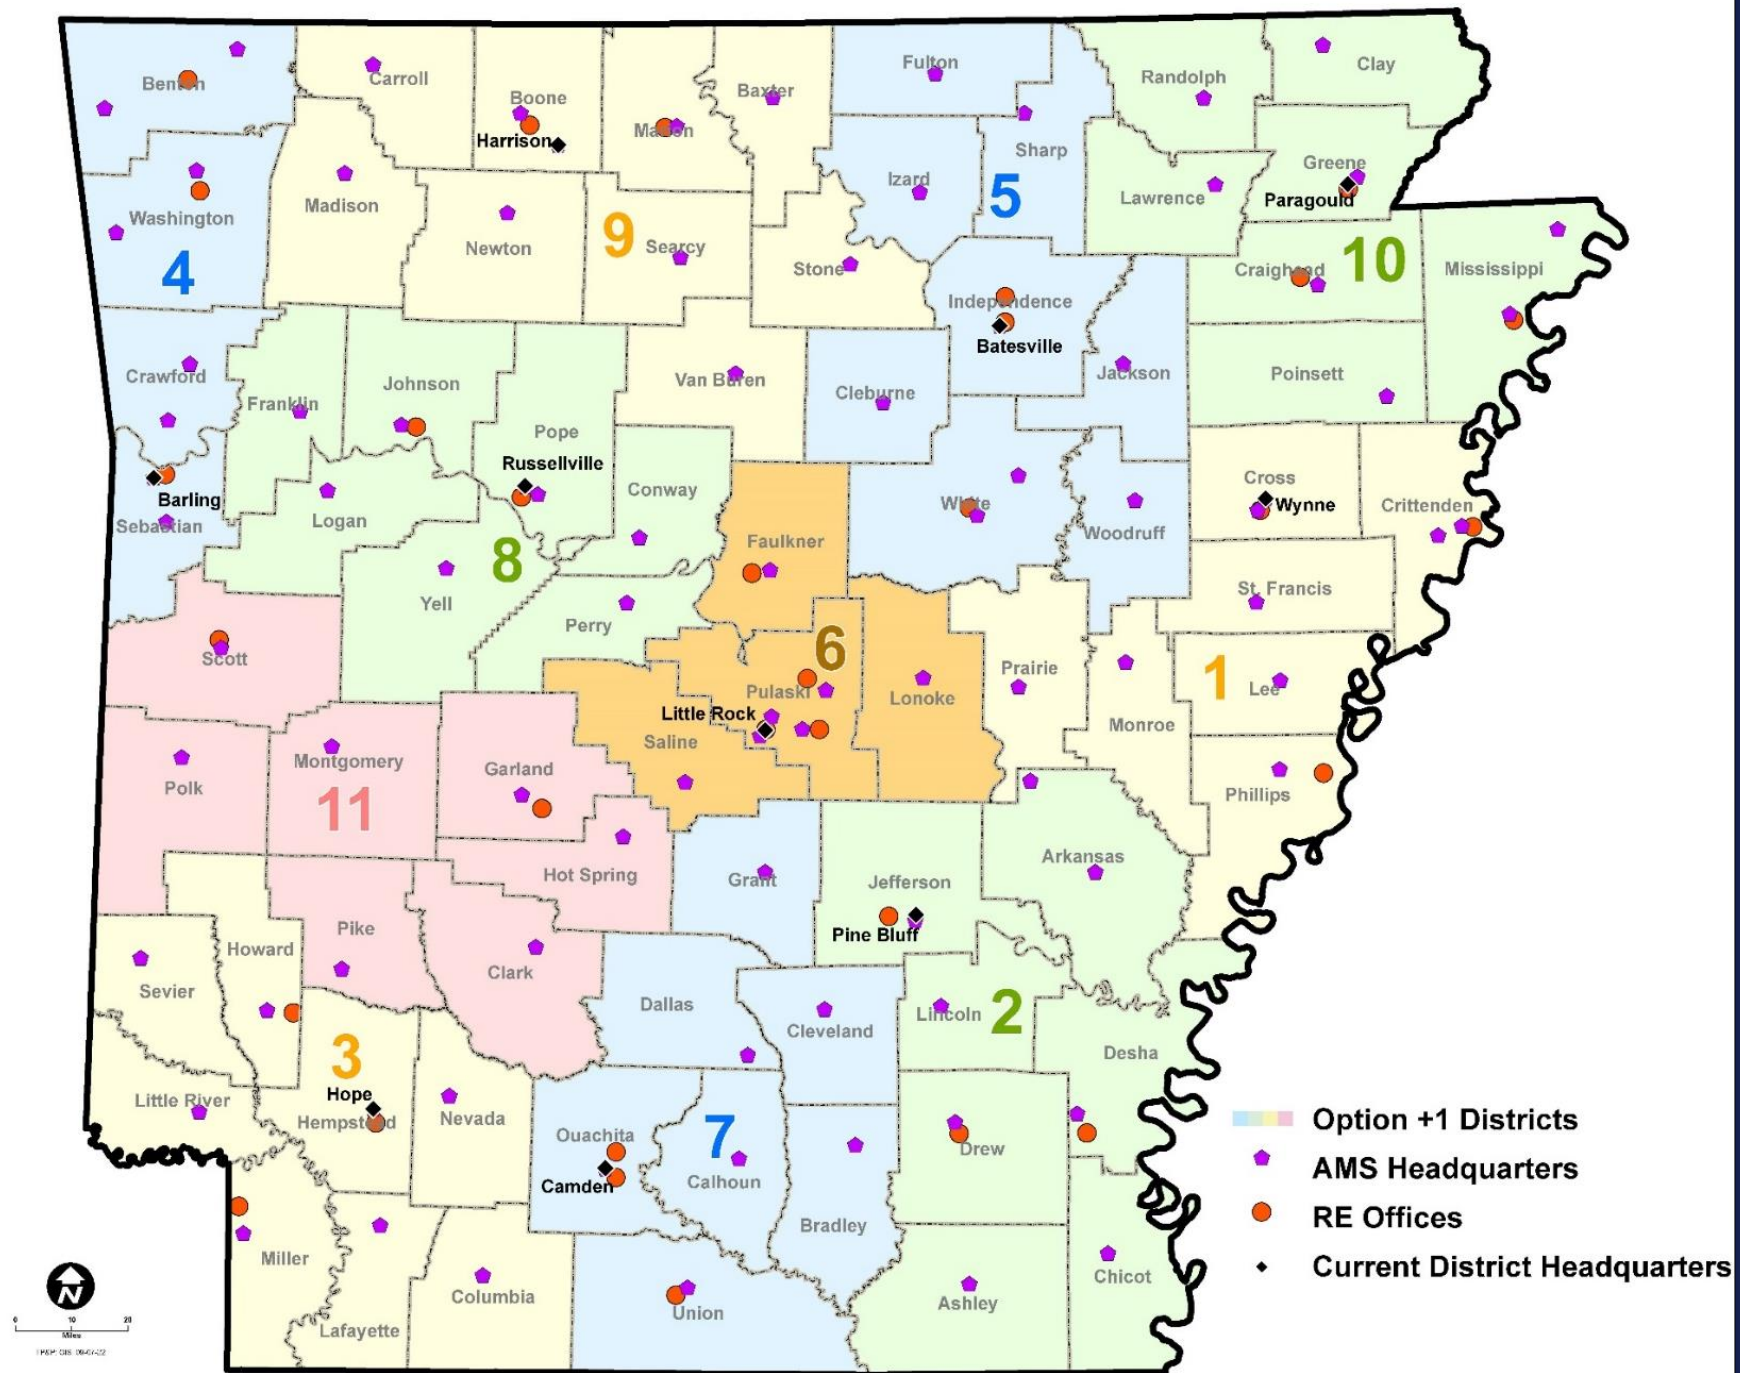 Benton
Carroll
Boone
Harrison
Marion
Baxter
Fulton
Randolph
Clay
Sharp
Izard
5
Lawrence
Greene
Paragould
Washington
4
Madison
Newton
9
Searcy
Stone
Independence
Batesville
Craighead
10
Mississippi
Crawford
Franklin
Johnson
Van Buren
Cleburne
Jackson
Poinsett
Pope
Russellville
Conway
Barling
Sebastian
Logan
8
White
Woodruff
Cross
Wynne
Crittenden
Faulkner
St. Francis
Yell
Perry
Scott
6
Pulaski
Little Rock
Saline
Lonoke
Prairie
Monroe
1
Lee
Polk
Montgomery
11
Garland
Phillips
Hot Spring
Grant
Jefferson
Pine Bluff
Arkansas
Pike
Clark
Howard
Sevier
Dallas
Cleveland
Lincoln
2
Desha
3
Hope
Hempstead
Little River
Nevada
Ouachita
Camden
7
Calhoun
Bradley
Drew
Miller
Lafayette
Columbia
Union
Ashley
Chicot
Option +1 Districts
AMS Headquarters
RE Offices
Current District Headquarters
N
0 10 20
Miles